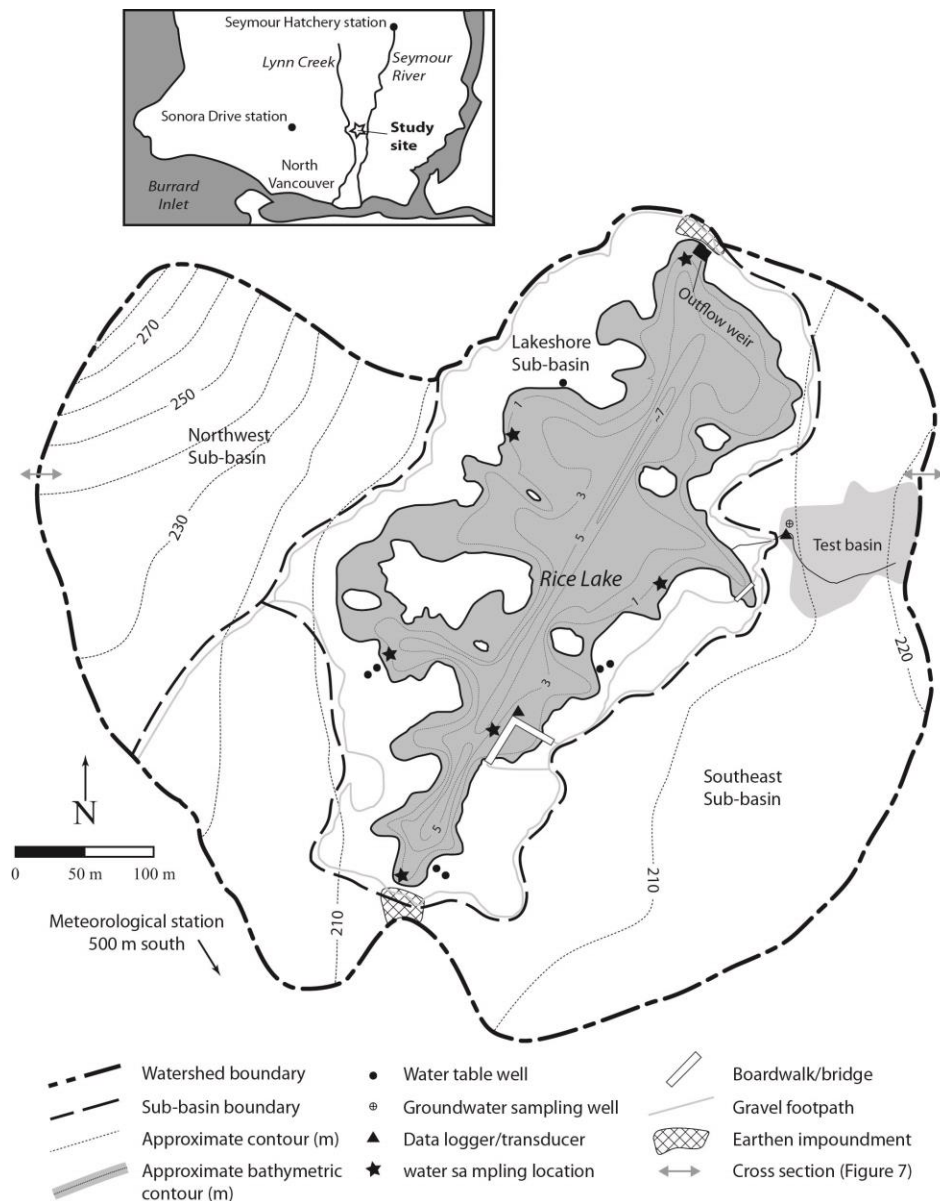 Seymour Hatchery station
Lynn Creek
Seymour
River
Sonora Drive station
Study
site
North
Vancouver
Burrard
Inlet
Outflow weir
Lakeshore
Sub-basin
270
250
Northwest
Sub-basin
230
1
~7
3
5
Test basin
Rice Lake
1
220
3
Southeast
Sub-basin
N
5
0 50 m 100 m
210
210
Meteorological station
500 m south
Watershed boundary
Sub-basin boundary
Approximate contour (m)
Approximate bathymetric
contour (m)
Water table well
Groundwater sampling well
Data logger/transducer
water sa mpling location
Boardwalk/bridge
Gravel footpath
Earthen impoundment
Cross section (Figure 7)